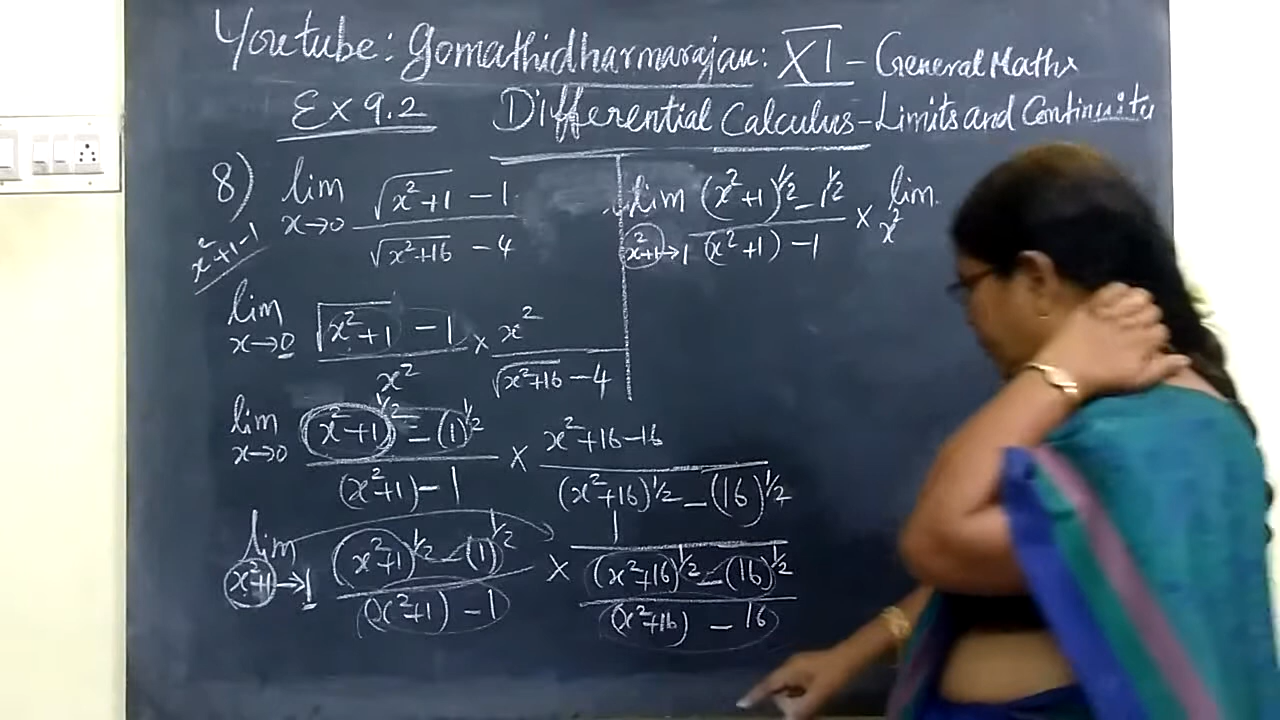 Youtube: Gomathidharmarajan: XI - General Maths
Ex 9.2 Differential Calculus - Limits and Continuity
8) lim x→0 (√(x²+1) - 1) / (√(x²+16) - 4)
x²+1-1
lim x→0 (√(x²+1) - 1) / x² × x² / (√(x²+16) - 4)
lim x→0 ((x²+1)^1/2 - (1)^1/2) / ((x²+1) - 1) × (x²+16-16) / ((x²+16)^1/2 - (16)^1/2)
lim x²+1→1 ((x²+1)^1/2 - (1)^1/2) / ((x²+1) - 1) × 1 / (((x²+16)^1/2 - (16)^1/2) / ((x²+16) - 16))
lim x²+1→1 ((x²+1)^1/2 - 1^1/2) / ((x²+1) - 1) × lim x²